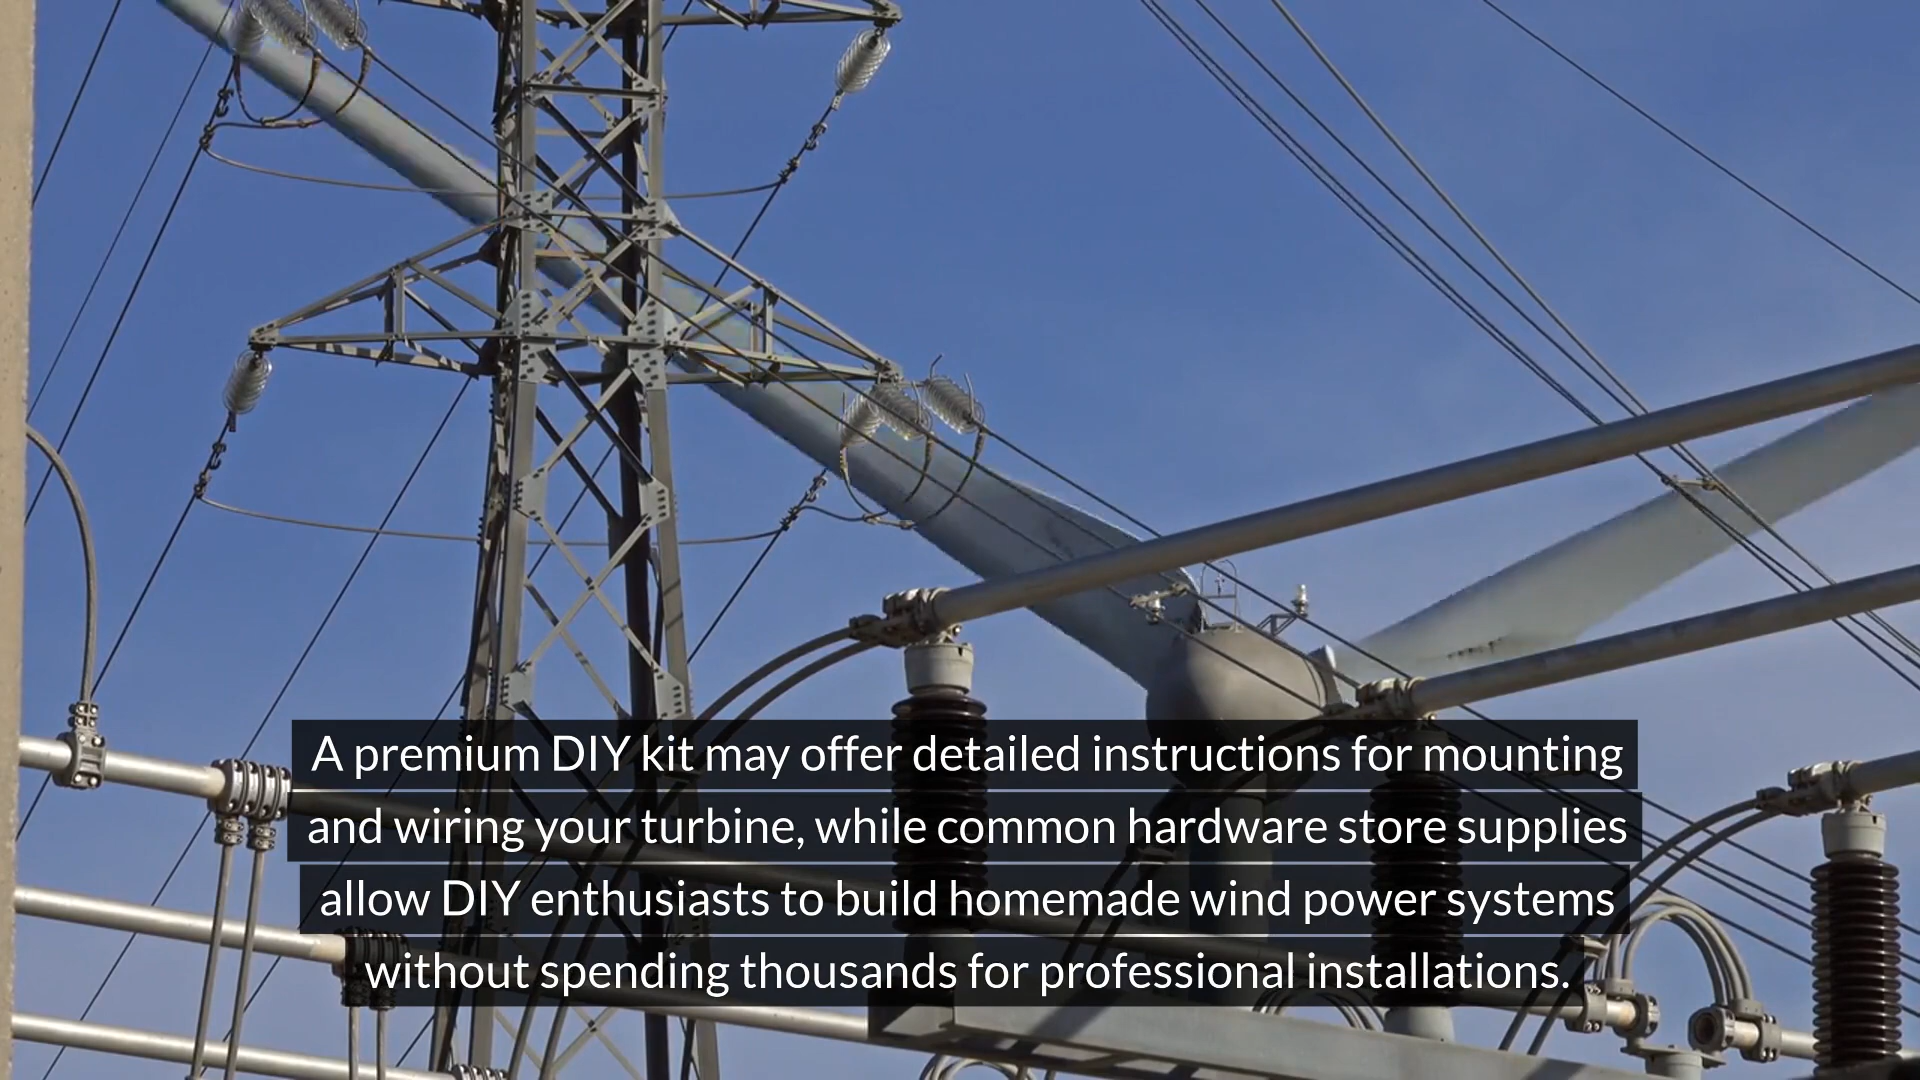 A premium DIY kit may offer detailed instructions for mounting
and wiring your turbine, while common hardware store supplies
allow DIY enthusiasts to build homemade wind power systems
without spending thousands for professional installations.